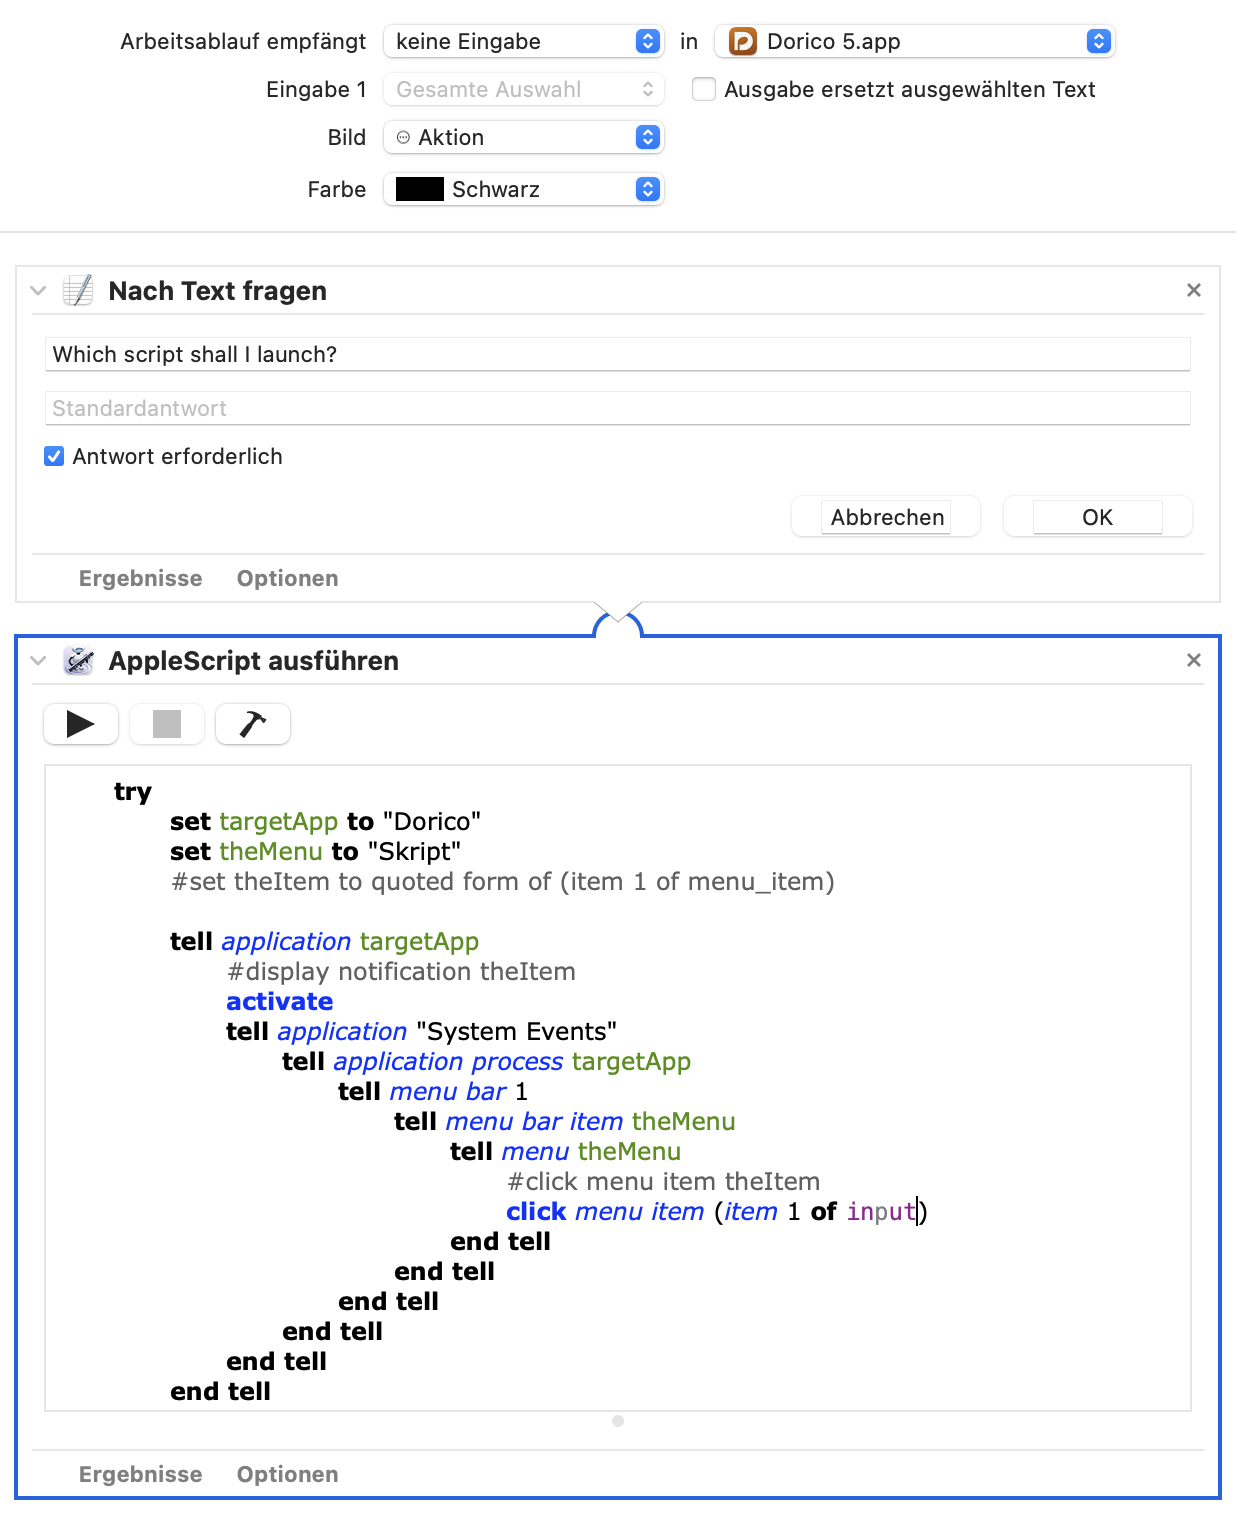 Arbeitsablauf empfängt keine Eingabe in Dorico 5.app
Eingabe 1 Gesamte Auswahl Ausgabe ersetzt ausgewählten Text
Bild Aktion
Farbe Schwarz
Nach Text fragen
Which script shall I launch?
Standardantwort
Antwort erforderlich
Abbrechen OK
Ergebnisse Optionen
AppleScript ausführen
try
set targetApp to "Dorico"
set theMenu to "Skript"
#set theItem to quoted form of (item 1 of menu_item)
tell application targetApp
#display notification theItem
activate
tell application "System Events"
tell application process targetApp
tell menu bar 1
tell menu bar item theMenu
tell menu theMenu
#click menu item theItem
click menu item (item 1 of input)
end tell
end tell
end tell
end tell
end tell
end tell
Ergebnisse Optionen